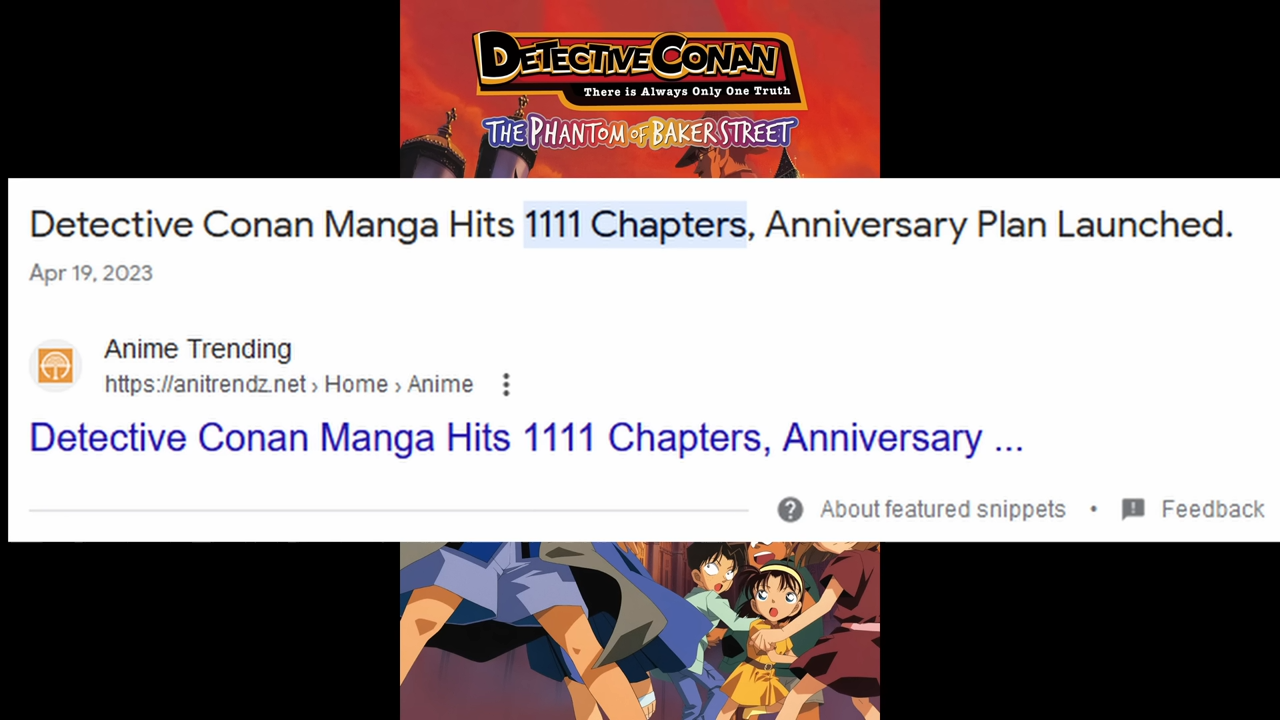 DETECTIVE CONAN
There is Always Only One Truth
THE PHANTOM OF BAKER STREET
Detective Conan Manga Hits 1111 Chapters, Anniversary Plan Launched.
Apr 19, 2023
Anime Trending
https://anitrendz.net › Home › Anime
Detective Conan Manga Hits 1111 Chapters, Anniversary ...
About featured snippets • Feedback